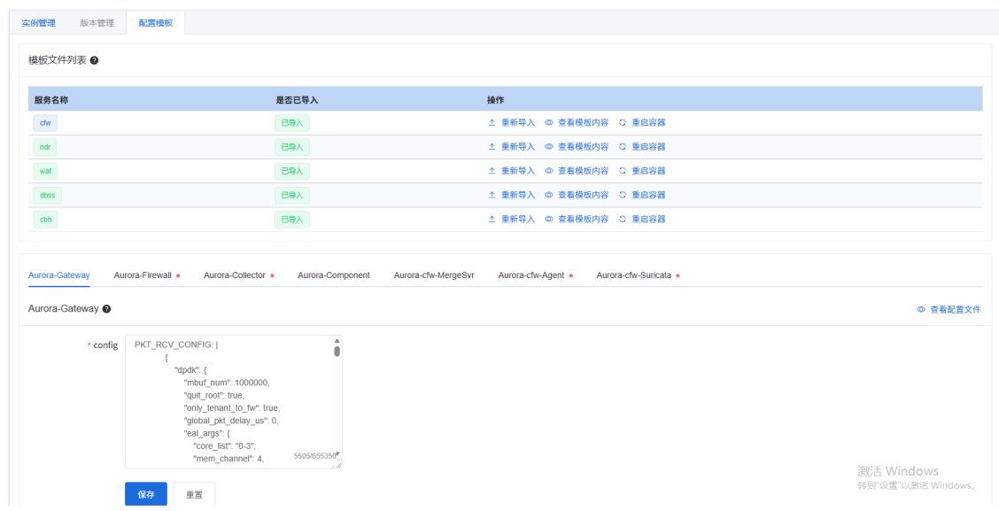 实例管理 版本管理 配置模板
模板文件列表 ?
服务名称 是否已导入 操作
cfw 已导入 重新导入 查看模板内容 重启容器
ndr 已导入 重新导入 查看模板内容 重启容器
waf 已导入 重新导入 查看模板内容 重启容器
dbss 已导入 重新导入 查看模板内容 重启容器
cbh 已导入 重新导入 查看模板内容 重启容器
Aurora-Gateway Aurora-Firewall Aurora-Collector Aurora-Component Aurora-cfw-MergeSvr Aurora-cfw-Agent Aurora-cfw-Suricata
Aurora-Gateway ? 查看配置文件
* config PKT_RCV_CONFIG: |
{
"dpdk": {
"mbuf_num": 1000000,
"quit_root": true,
"only_tenant_to_fw": true,
"global_pkt_delay_us": 0,
"eal_args": {
"core_list": "0-3",
"mem_channel": 4,
5505/655350
保存 重置
激活 Windows
转到"设置"以激活 Windows。